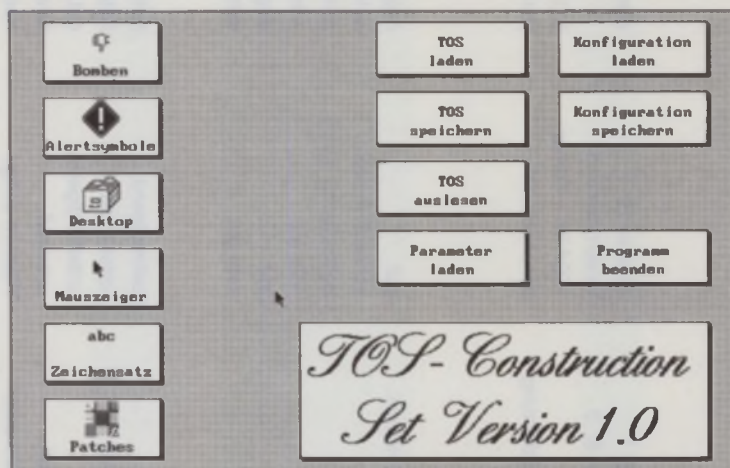 Bomben
Alertsymbole
Desktop
Mauszeiger
abc
Zeichensatz
Patches
TOS
laden
Konfiguration
laden
TOS
speichern
Konfiguration
speichern
TOS
auslesen
Parameter
laden
Programm
beenden
TOS-Construction
Set Version 1.0